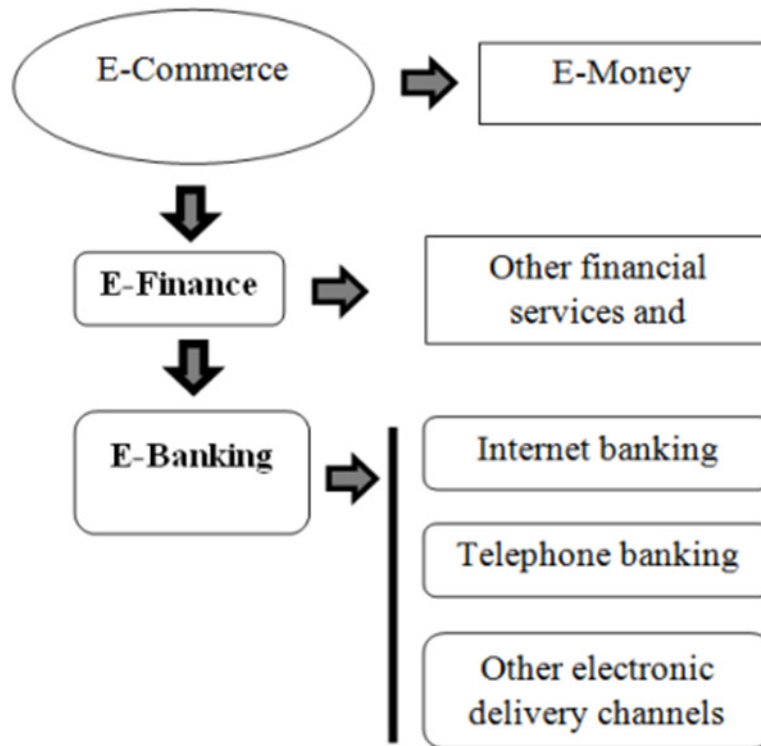 E-Commerce
E-Money
E-Finance
Other financial
services and
E-Banking
Internet banking
Telephone banking
Other electronic
delivery channels